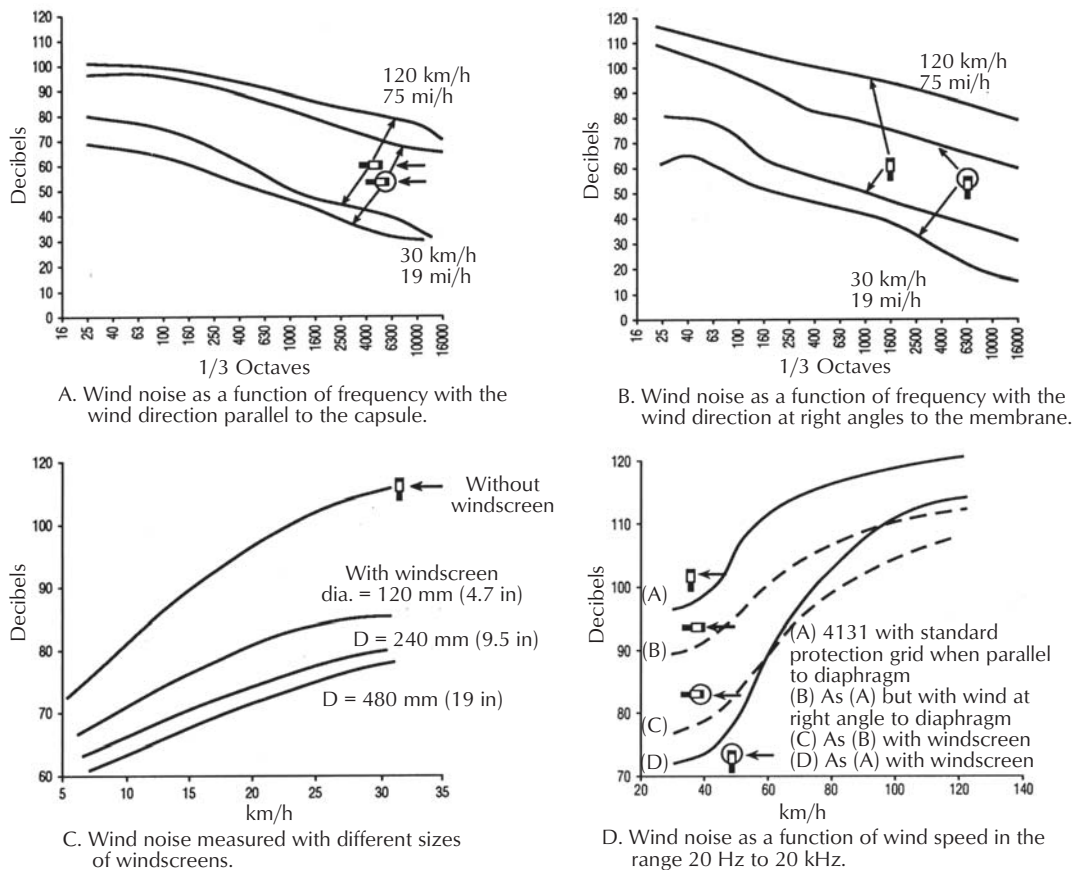 120
110
100
90
80
70
60
50
40
30
20
10
0
Decibels
120 km/h
75 mi/h
30 km/h
19 mi/h
16 25 40 63 100 160 250 400 630 1000 160 2500 4000 6300 10000 16000
1/3 Octaves
A. Wind noise as a function of frequency with the
wind direction parallel to the capsule.
120
110
100
90
80
70
60
50
40
30
20
10
0
Decibels
120 km/h
75 mi/h
30 km/h
19 mi/h
16 25 40 63 100 160 250 400 630 1000 1600 2500 4000 6300 10000 16000
1/3 Octaves
B. Wind noise as a function of frequency with the
wind direction at right angles to the membrane.
120
100
80
70
60
Decibels
Without
windscreen
With windscreen
dia. = 120 mm (4.7 in)
D = 240 mm (9.5 in)
D = 480 mm (19 in)
5 10 15 20 25 30 35
km/h
C. Wind noise measured with different sizes
of windscreens.
120
110
100
90
80
70
Decibels
(A)
(B)
(C)
(D)
(A) 4131 with standard
protection grid when parallel
to diaphragm
(B) As (A) but with wind at
right angle to diaphragm
(C) As (B) with windscreen
(D) As (A) with windscreen
20 40 60 80 100 120 140
km/h
D. Wind noise as a function of wind speed in the
range 20 Hz to 20 kHz.